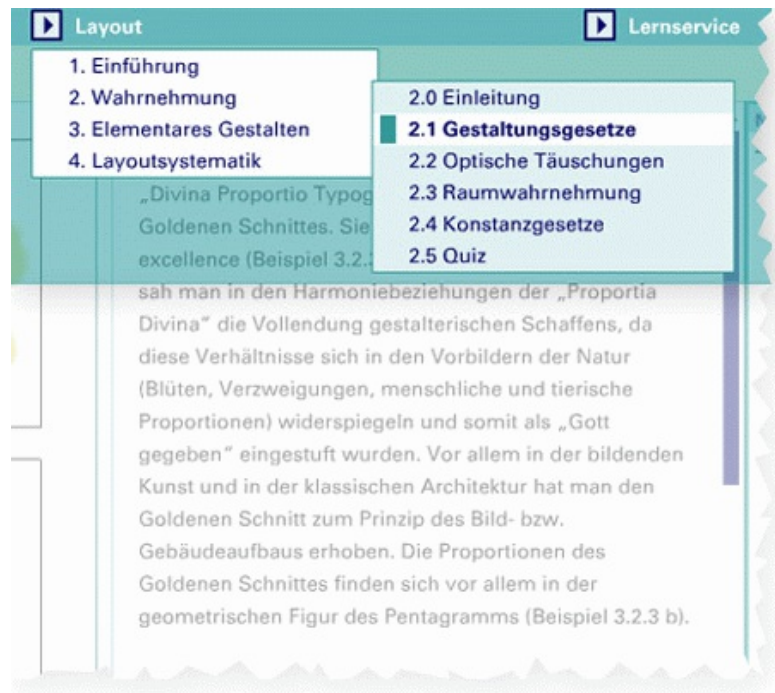 Layout
Lernservice
1. Einführung
2. Wahrnehmung
3. Elementares Gestalten
4. Layoutsystematik
2.0 Einleitung
2.1 Gestaltungsgesetze
2.2 Optische Täuschungen
2.3 Raumwahrnehmung
2.4 Konstanzgesetze
2.5 Quiz
„Divina Proportio Typog
Goldenen Schnittes. Sie
excellence (Beispiel 3.2.
sah man in den Harmoniebeziehungen der „Proportia
Divina“ die Vollendung gestalterischen Schaffens, da
diese Verhältnisse sich in den Vorbildern der Natur
(Blüten, Verzweigungen, menschliche und tierische
Proportionen) widerspiegeln und somit als „Gott
gegeben“ eingestuft wurden. Vor allem in der bildenden
Kunst und in der klassischen Architektur hat man den
Goldenen Schnitt zum Prinzip des Bild- bzw.
Gebäudeaufbaus erhoben. Die Proportionen des
Goldenen Schnittes finden sich vor allem in der
geometrischen Figur des Pentagramms (Beispiel 3.2.3 b).